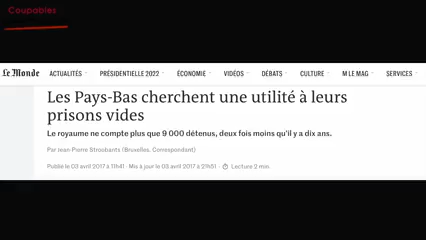 Coupables
Le Monde ACTUALITÉS PRÉSIDENTIELLE 2022 ÉCONOMIE VIDÉOS DÉBATS CULTURE M LE MAG SERVICES
Les Pays-Bas cherchent une utilité à leurs
prisons vides
Le royaume ne compte plus que 9 000 détenus, deux fois moins qu'il y a dix ans.
Par Jean-Pierre Stroobants (Bruxelles, Correspondant)
Publié le 03 avril 2017 à 11h41 - Mis à jour le 03 avril 2017 à 21h51 · Lecture 2 min.